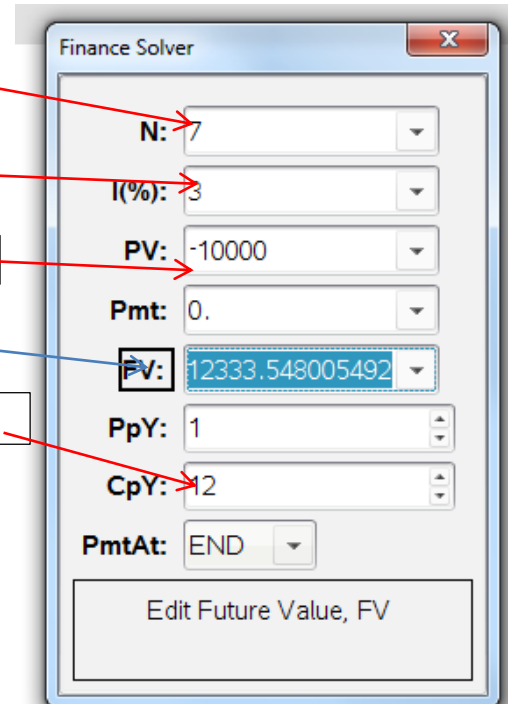 Finance Solver
N: 7
I(%): 3
PV: -10000
Pmt: 0.
FV: 12333.548005492
PpY: 1
CpY: 12
PmtAt: END
Edit Future Value, FV